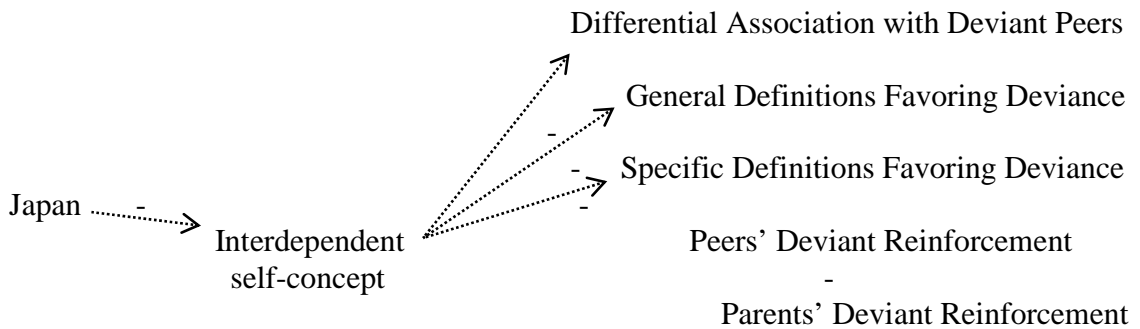 Differential Association with Deviant Peers
General Definitions Favoring Deviance
-
Specific Definitions Favoring Deviance
-
Japan
-
-
Interdependent
self-concept
Peers’ Deviant Reinforcement
-
Parents’ Deviant Reinforcement